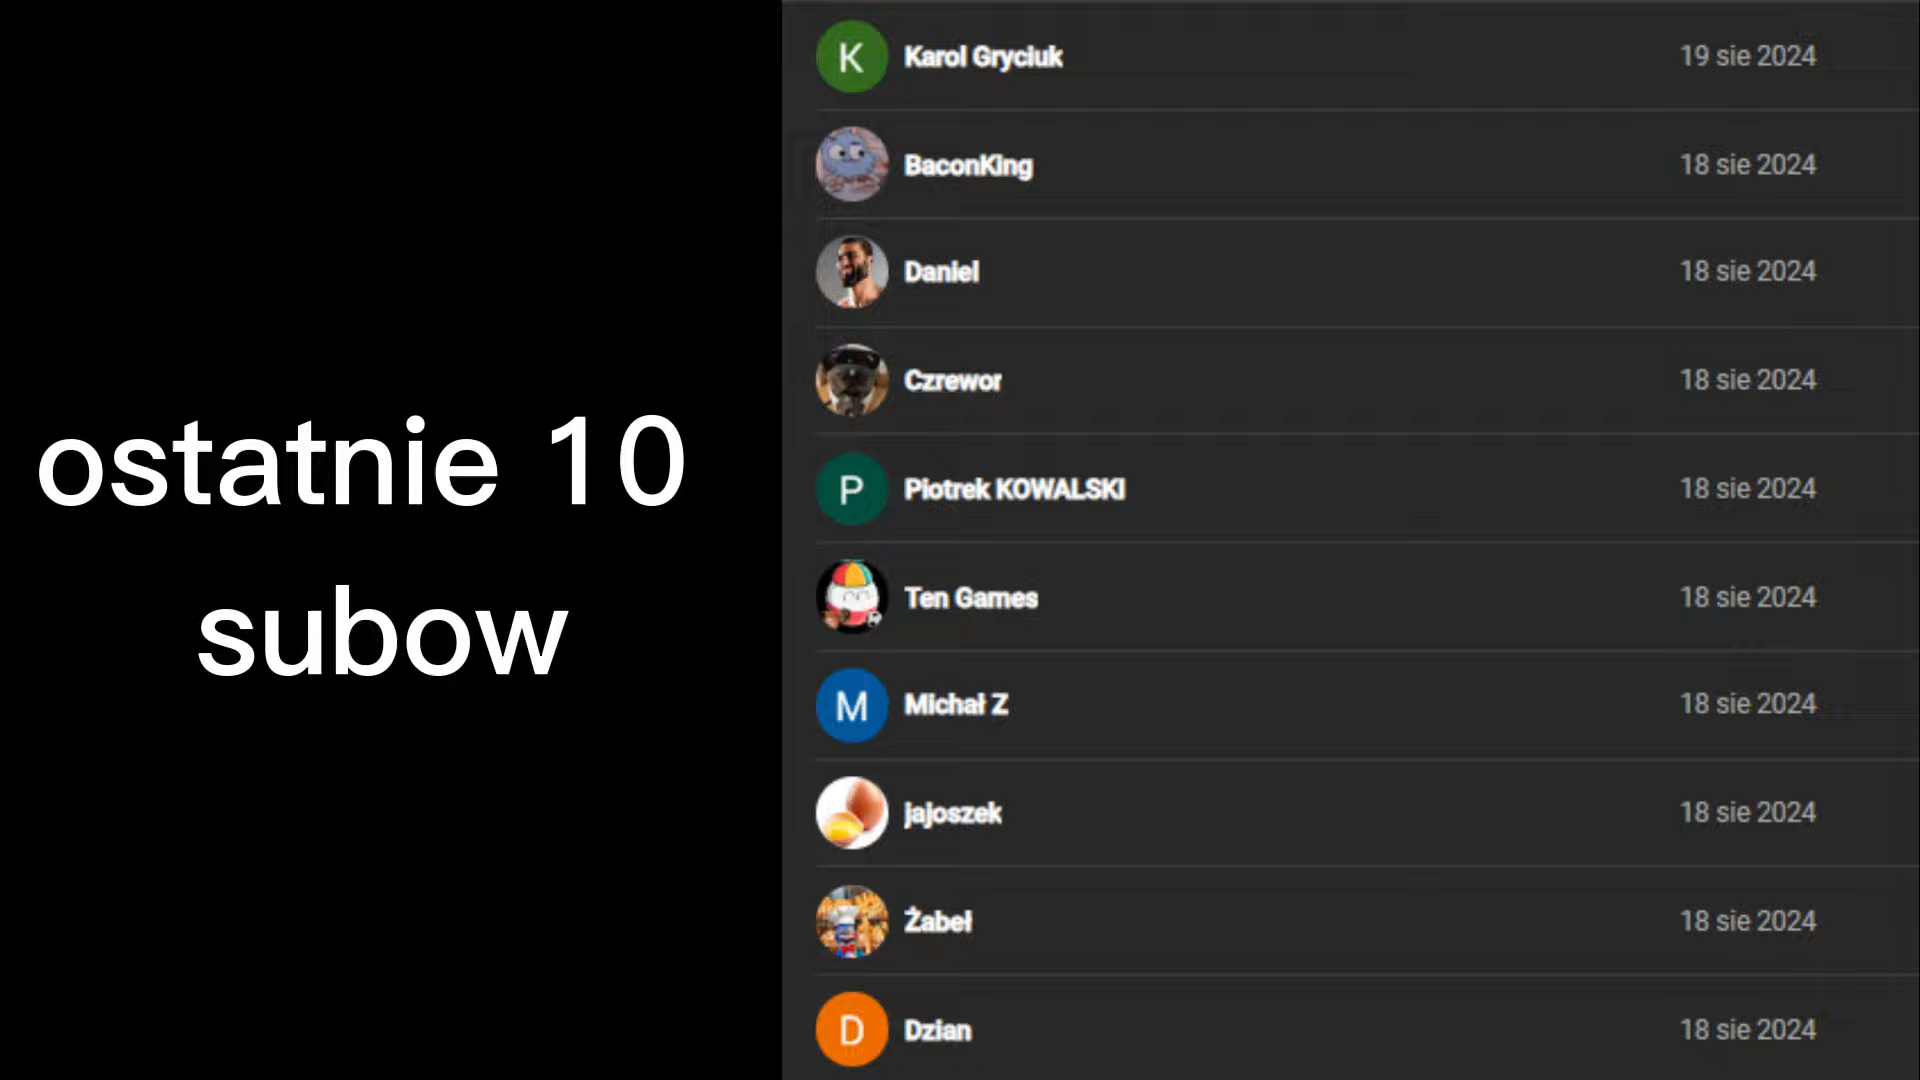 ostatnie 10
subow
K Karol Gryciuk 19 sie 2024
BaconKing 18 sie 2024
Daniel 18 sie 2024
Czrewor 18 sie 2024
P Piotrek KOWALSKI 18 sie 2024
Ten Games 18 sie 2024
M Michał Z 18 sie 2024
jajoszek 18 sie 2024
Żabeł 18 sie 2024
D Dzian 18 sie 2024